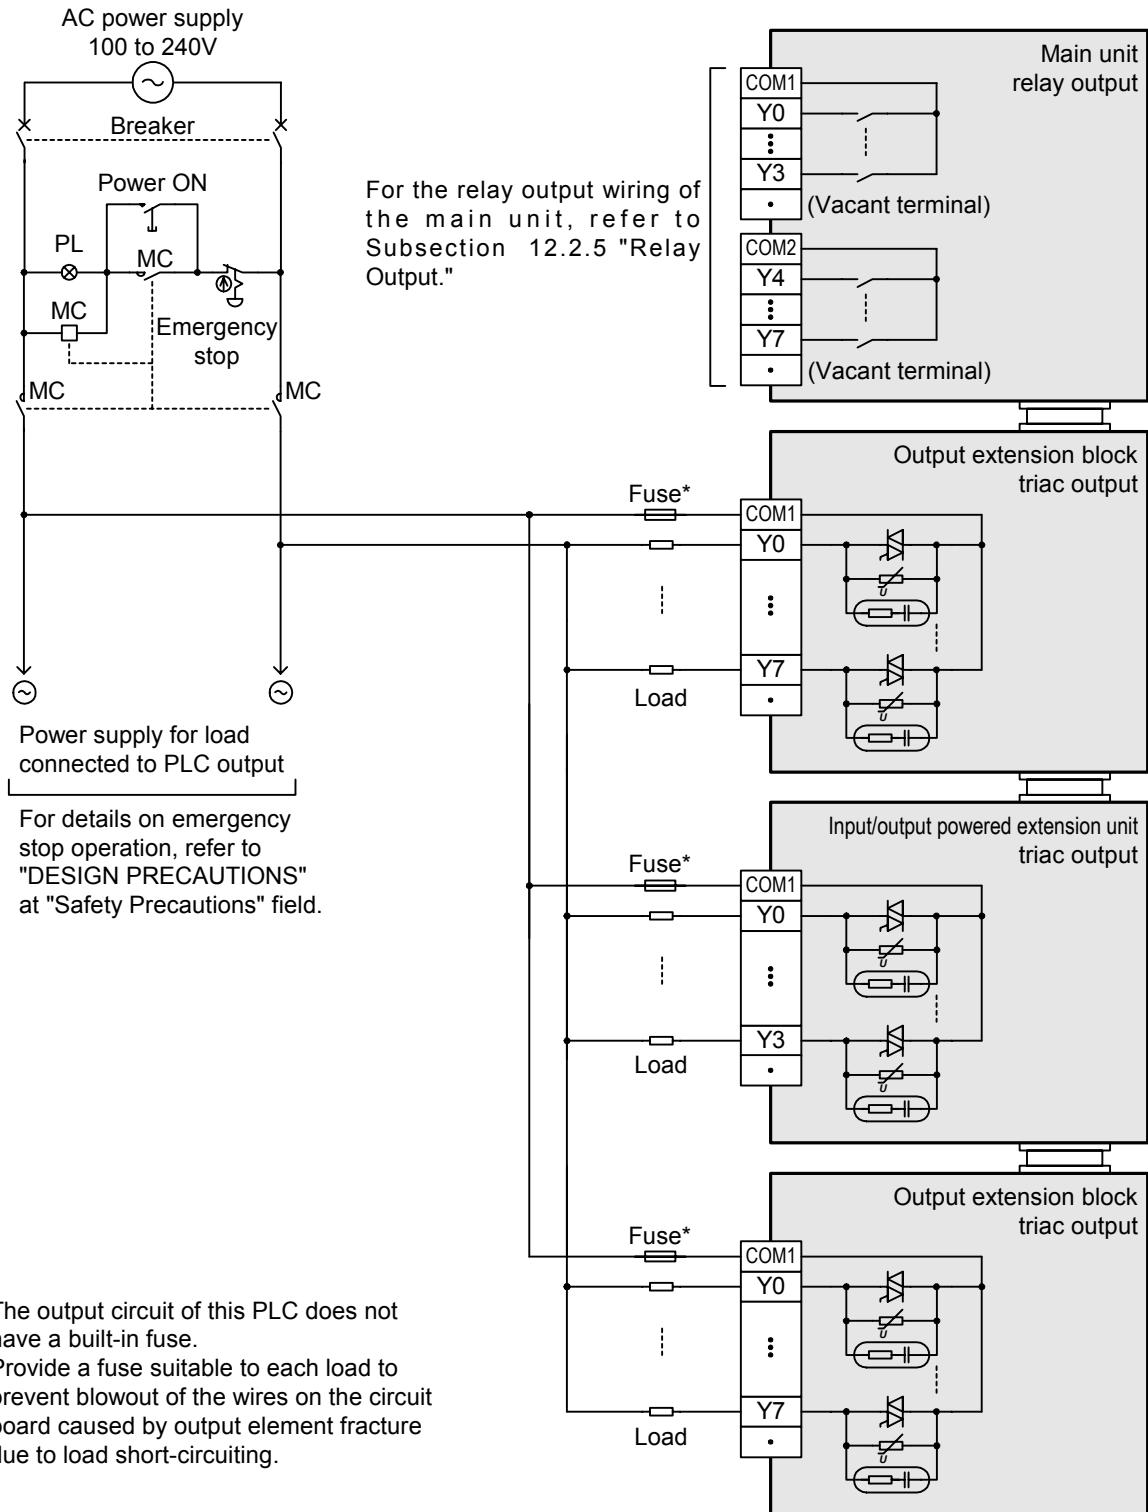 AC power supply
100 to 240V
Breaker
Power ON
PL
MC
MC
Emergency
stop
MC
MC
Power supply for load
connected to PLC output
For details on emergency
stop operation, refer to
"DESIGN PRECAUTIONS"
at "Safety Precautions" field.
For the relay output wiring of
the main unit, refer to
Subsection 12.2.5 "Relay
Output."
Main unit
relay output
COM1
Y0
Y3
(Vacant terminal)
COM2
Y4
Y7
(Vacant terminal)
Output extension block
triac output
Fuse*
COM1
Y0
U
Y7
Load
U
Input/output powered extension unit
triac output
Fuse*
COM1
Y0
U
Y3
Load
U
Output extension block
triac output
Fuse*
COM1
Y0
U
Y7
Load
U
The output circuit of this PLC does not
have a built-in fuse.
Provide a fuse suitable to each load to
prevent blowout of the wires on the circuit
board caused by output element fracture
due to load short-circuiting.